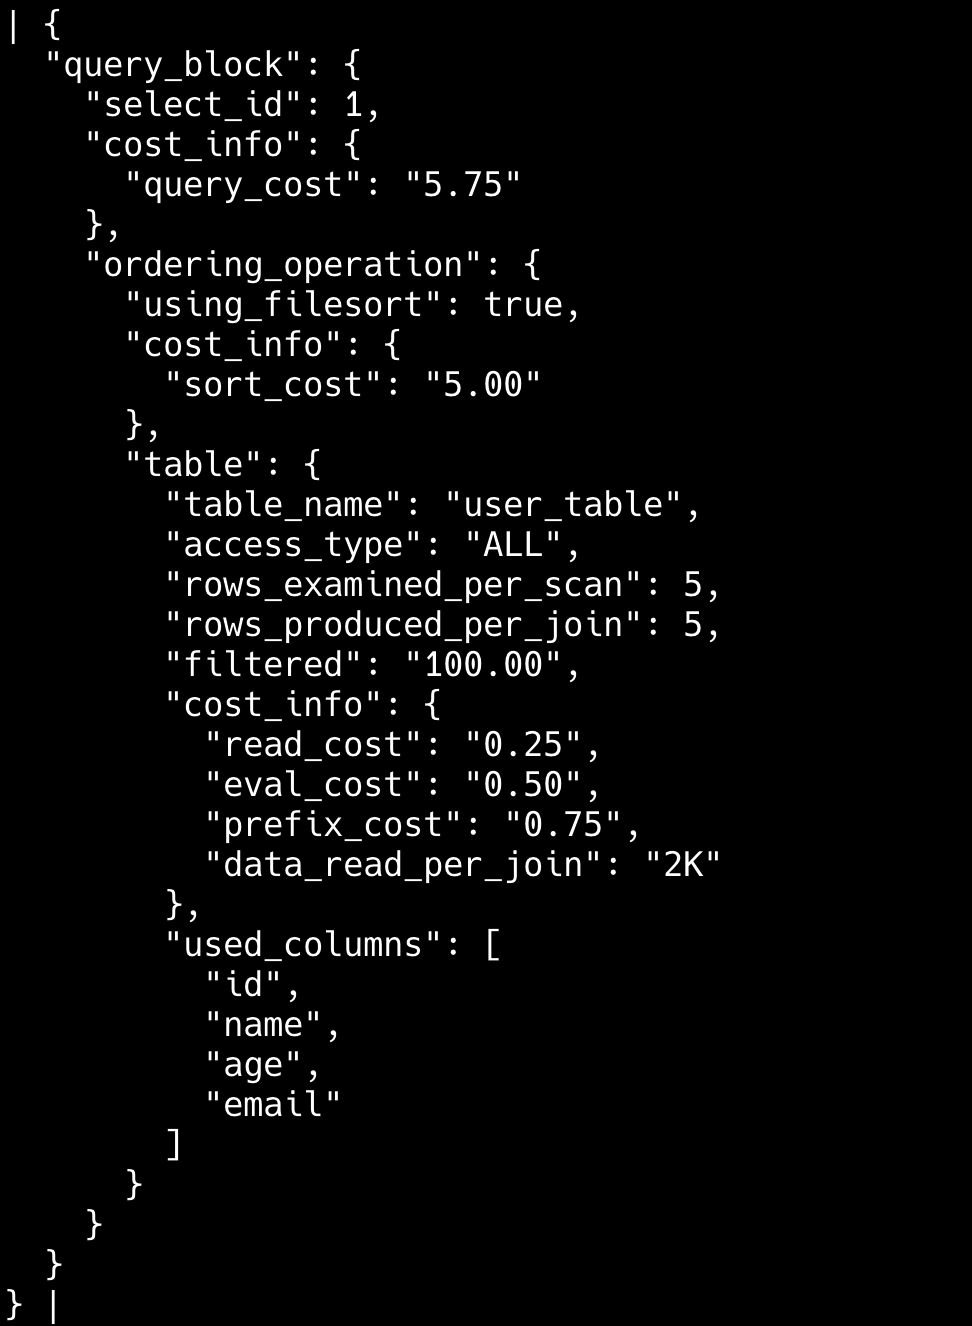 | {
  "query_block": {
    "select_id": 1,
    "cost_info": {
      "query_cost": "5.75"
    },
    "ordering_operation": {
      "using_filesort": true,
      "cost_info": {
        "sort_cost": "5.00"
      },
      "table": {
        "table_name": "user_table",
        "access_type": "ALL",
        "rows_examined_per_scan": 5,
        "rows_produced_per_join": 5,
        "filtered": "100.00",
        "cost_info": {
          "read_cost": "0.25",
          "eval_cost": "0.50",
          "prefix_cost": "0.75",
          "data_read_per_join": "2K"
        },
        "used_columns": [
          "id",
          "name",
          "age",
          "email"
        ]
      }
    }
  }
} |